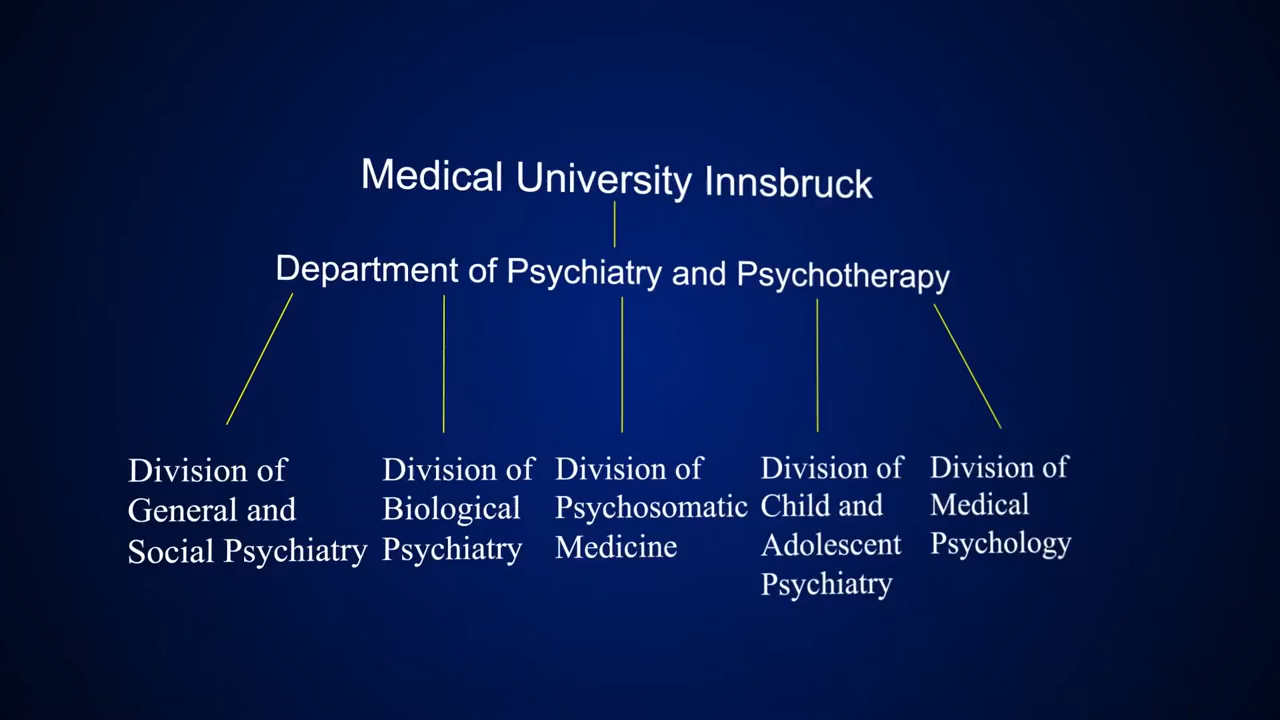 Medical University Innsbruck
Department of Psychiatry and Psychotherapy
Division of
General and
Social Psychiatry
Division of
Biological
Psychiatry
Division of
Psychosomatic
Medicine
Division of
Child and
Adolescent
Psychiatry
Division of
Medical
Psychology